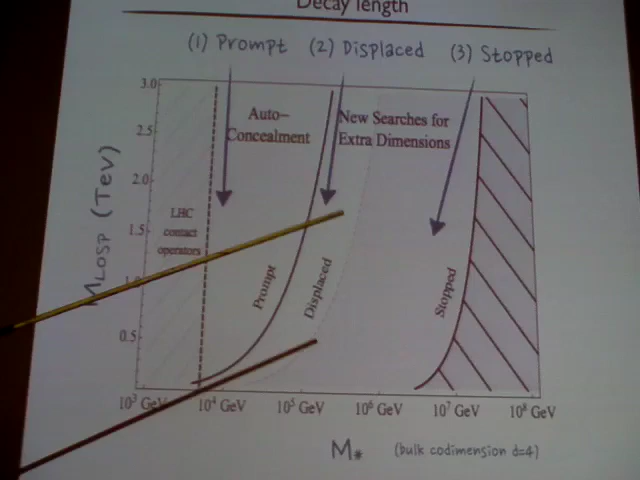 Decay length
(1) Prompt (2) Displaced (3) Stopped
3.0
2.5
2.0
1.5
1.0
0.5
MLOSP (TeV)
Auto-
Concealment
New Searches for
Extra Dimensions
LHC
contact
operators
Prompt
Displaced
Stopped
10³ GeV 10⁴ GeV 10⁵ GeV 10⁶ GeV 10⁷ GeV 10⁸ GeV
M* (bulk codimension d=4)